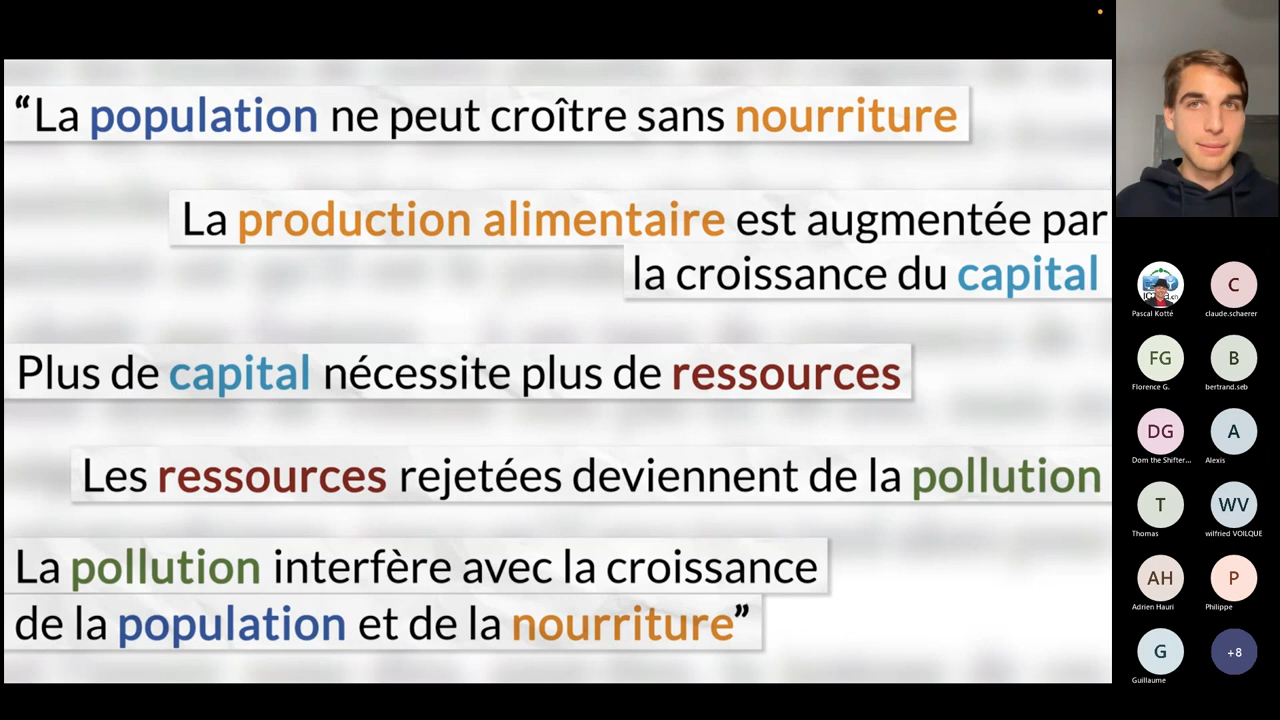 “La population ne peut croître sans nourriture
La production alimentaire est augmentée par
la croissance du capital
Plus de capital nécessite plus de ressources
Les ressources rejetées deviennent de la pollution
La pollution interfère avec la croissance
de la population et de la nourriture”
Pascal Kotté
C
claude.schaerer
FG
Florence G.
B
bertrand.seb
DG
Dom the Shifter...
A
Alexis
T
Thomas
WV
wilfried VOILQUE
AH
Adrien Hauri
P
Philippe
G
Guillaume
+8